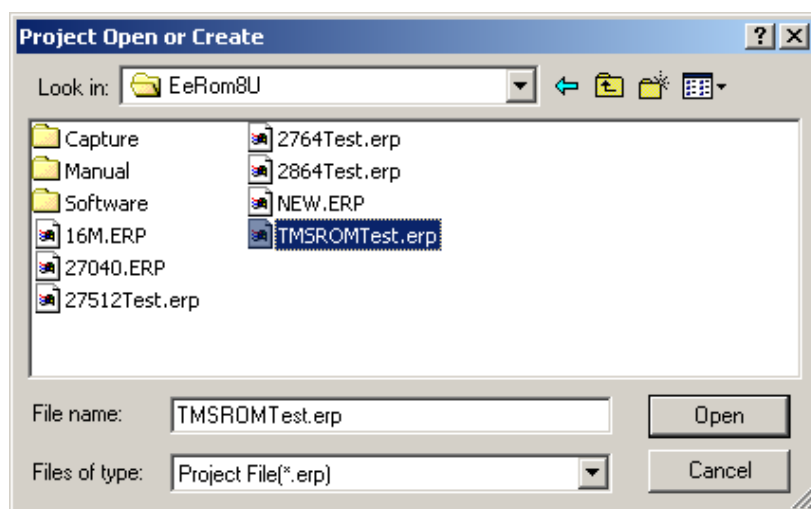 Project Open or Create
Look in: EeRom8U
Capture
Manual
Software
16M.ERP
27040.ERP
27512Test.erp
2764Test.erp
2864Test.erp
NEW.ERP
TMSROMTest.erp
File name: TMSROMTest.erp Open
Files of type: Project File(*.erp) Cancel